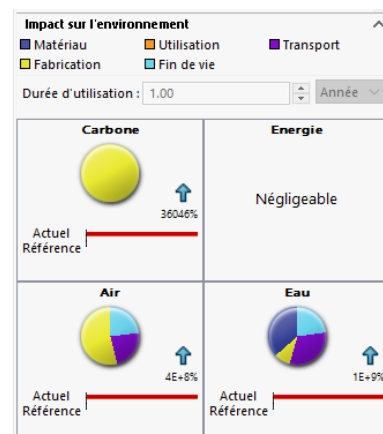 Impact sur l'environnement
Matériau Utilisation Transport
Fabrication Fin de vie
Durée d'utilisation : 1.00 Année
Carbone
36046%
Actuel
Référence
Energie
Négligeable
Air
4E+8%
Actuel
Référence
Eau
1E+9%
Actuel
Référence